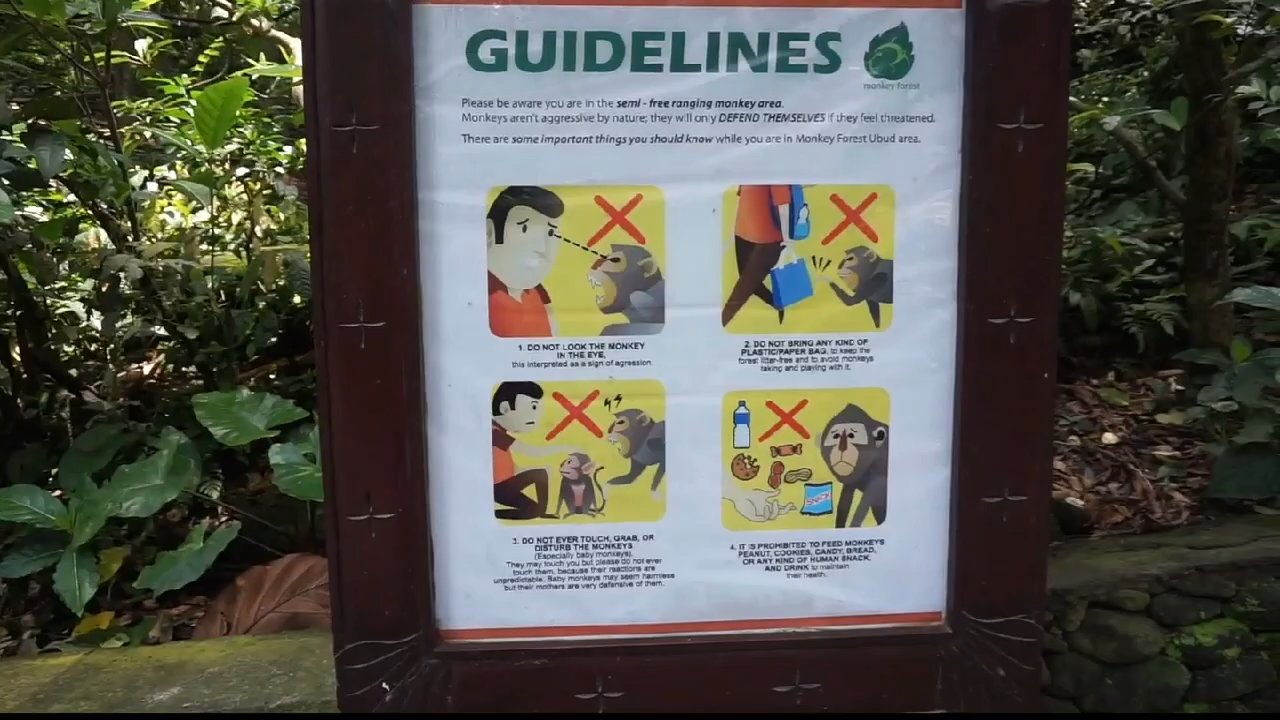 GUIDELINES
monkey forest
Please be aware you are in the semi - free ranging monkey area.
Monkeys aren't aggressive by nature; they will only DEFEND THEMSELVES if they feel threatened.
There are some important things you should know while you are in Monkey Forest Ubud area.
1. DO NOT LOOK THE MONKEY
IN THE EYE,
this interpreted as a sign of agression.
2. DO NOT BRING ANY KIND OF
PLASTIC/PAPER BAG, to keep the
forest litter-free and to avoid monkeys
taking and playing with it.
3. DO NOT EVER TOUCH, GRAB, OR
DISTURB THE MONKEYS
(Especially baby monkeys).
They may touch you but please do not ever
touch them, because their reactions are
unpredictable. Baby monkeys may seem harmless
but their mothers are very defensive of them.
SNACK
4. IT IS PROHIBITED TO FEED MONKEYS
PEANUT, COOKIES, CANDY, BREAD,
OR ANY KIND OF HUMAN SNACK,
AND DRINK to maintain
their health.